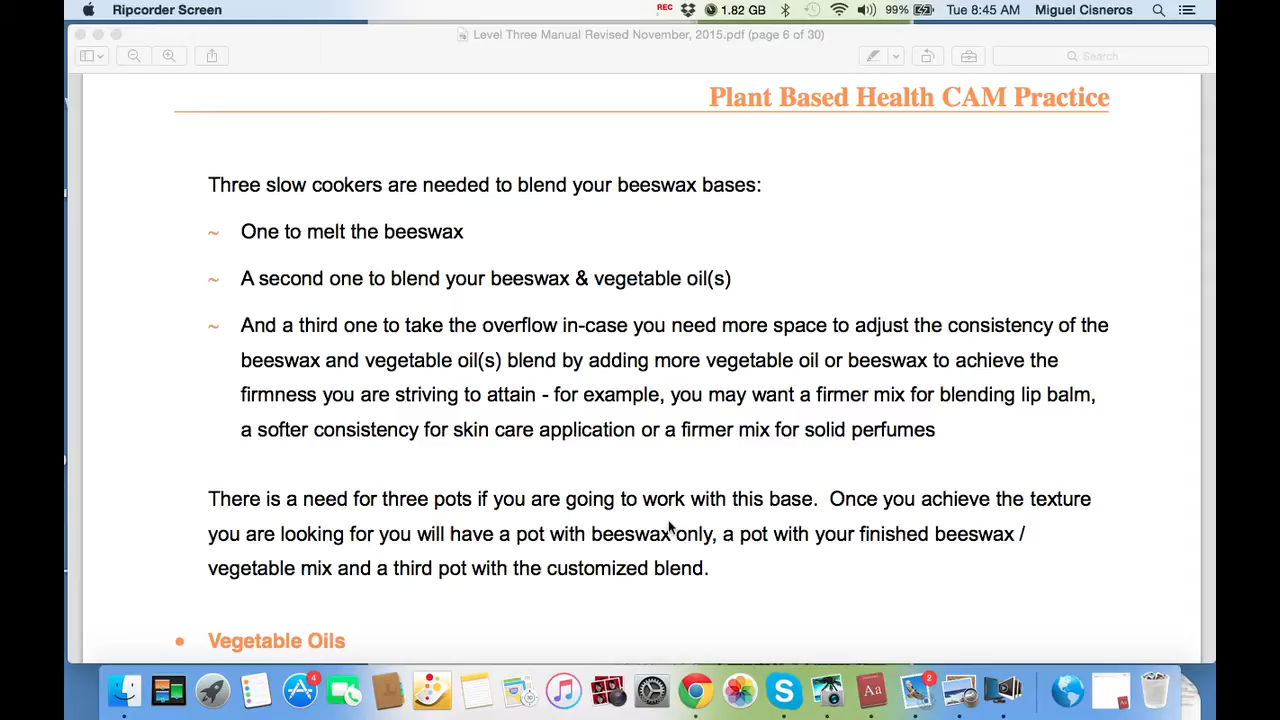 Ripcorder Screen
REC
1.82 GB
99%
Tue 8:45 AM
Miguel Cisneros
Level Three Manual Revised November, 2015.pdf (page 6 of 30)
Search
Plant Based Health CAM Practice
Three slow cookers are needed to blend your beeswax bases:
~ One to melt the beeswax
~ A second one to blend your beeswax & vegetable oil(s)
~ And a third one to take the overflow in-case you need more space to adjust the consistency of the
beeswax and vegetable oil(s) blend by adding more vegetable oil or beeswax to achieve the
firmness you are striving to attain - for example, you may want a firmer mix for blending lip balm,
a softer consistency for skin care application or a firmer mix for solid perfumes
There is a need for three pots if you are going to work with this base.  Once you achieve the texture
you are looking for you will have a pot with beeswax only, a pot with your finished beeswax /
vegetable mix and a third pot with the customized blend.
• Vegetable Oils
4
30
Aa
2